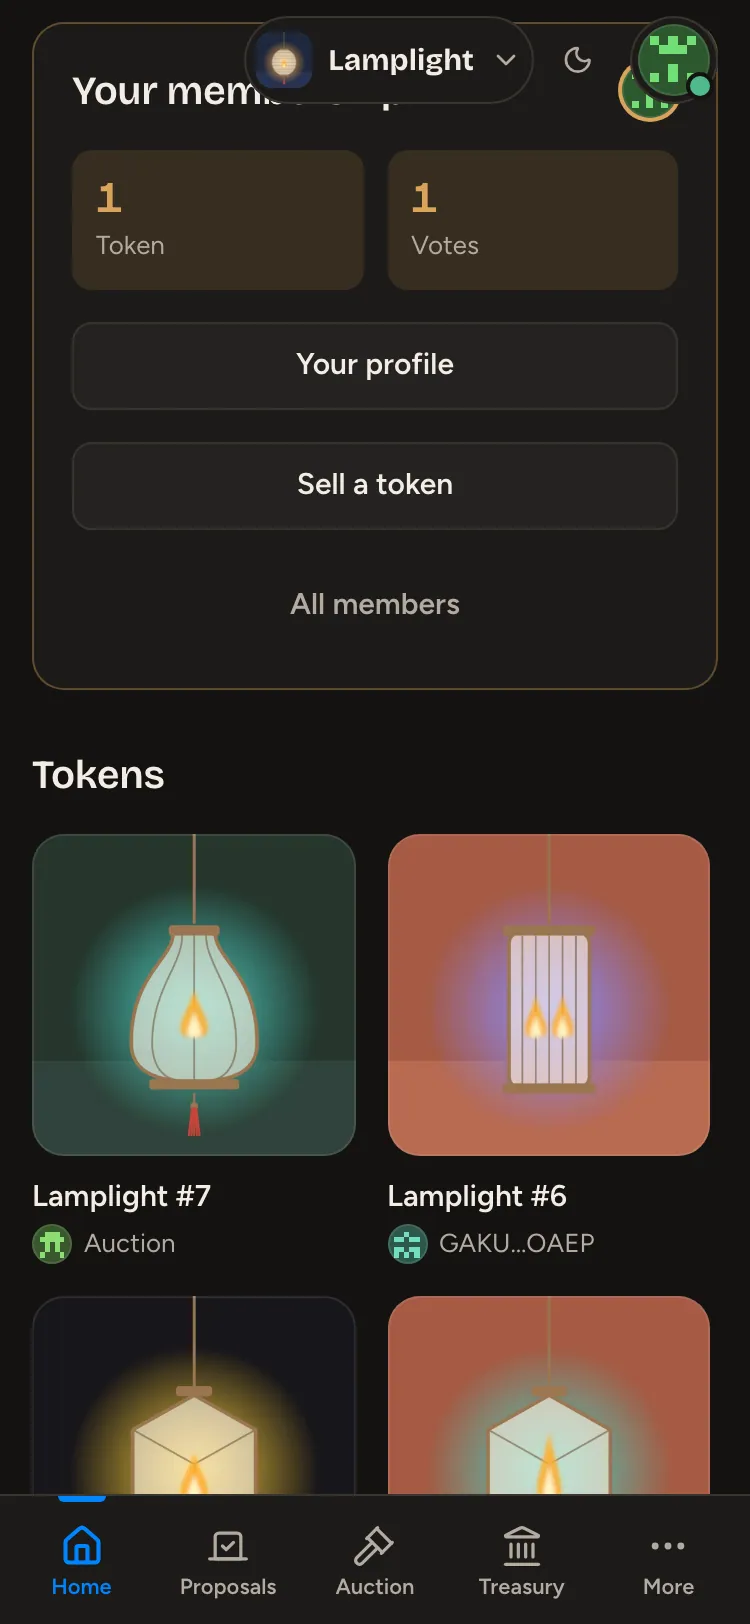 Lamplight
Your
1
Token
1
Votes
Your profile
Sell a token
All members
Tokens
Lamplight #7
Auction
Lamplight #6
GAKU...OAEP
Home
Proposals
Auction
Treasury
More